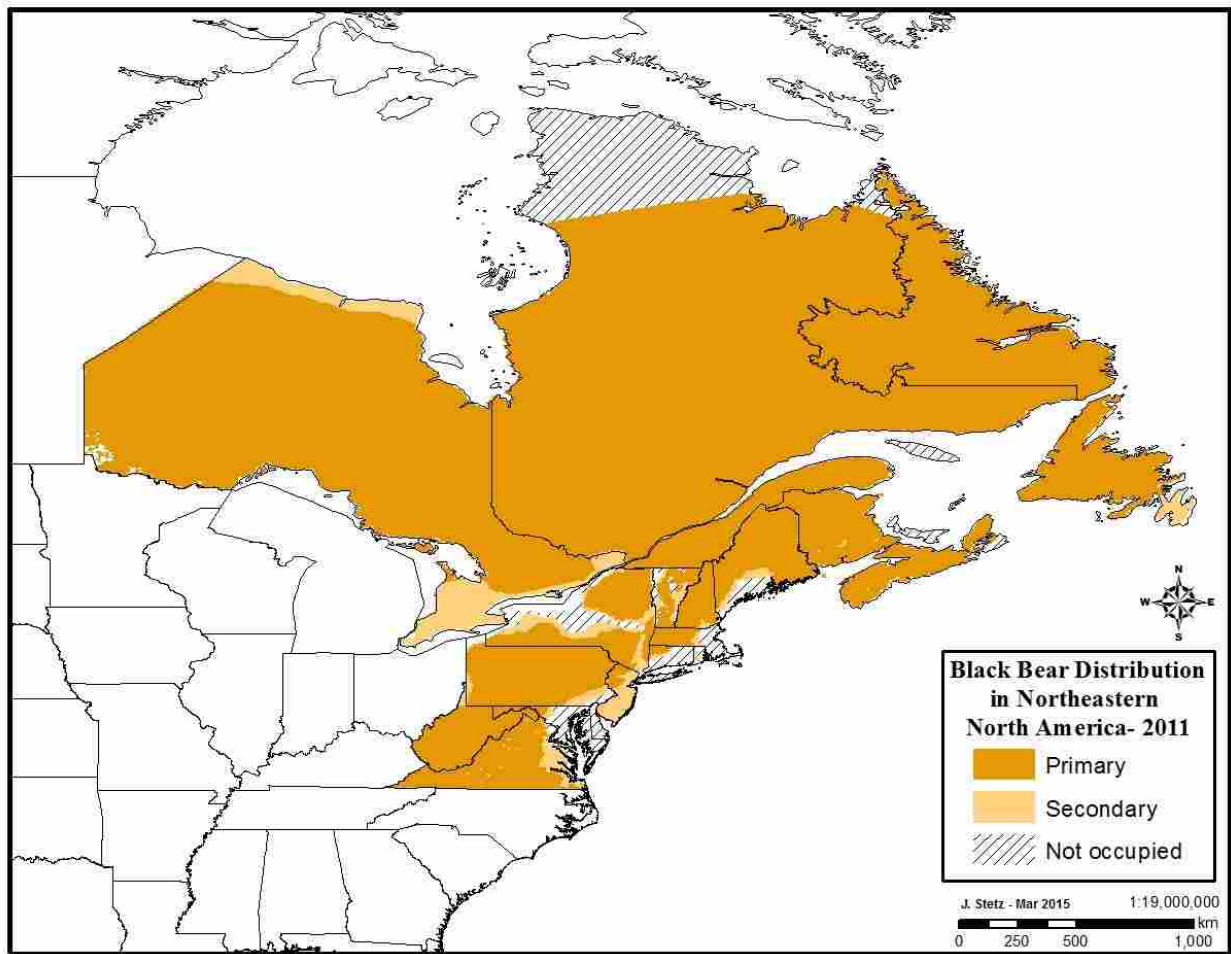 N
W E
S
Black Bear Distribution
in Northeastern
North America- 2011
Primary
Secondary
Not occupied
J. Stetz - Mar 2015 1:19,000,000
km
0 250 500 1,000